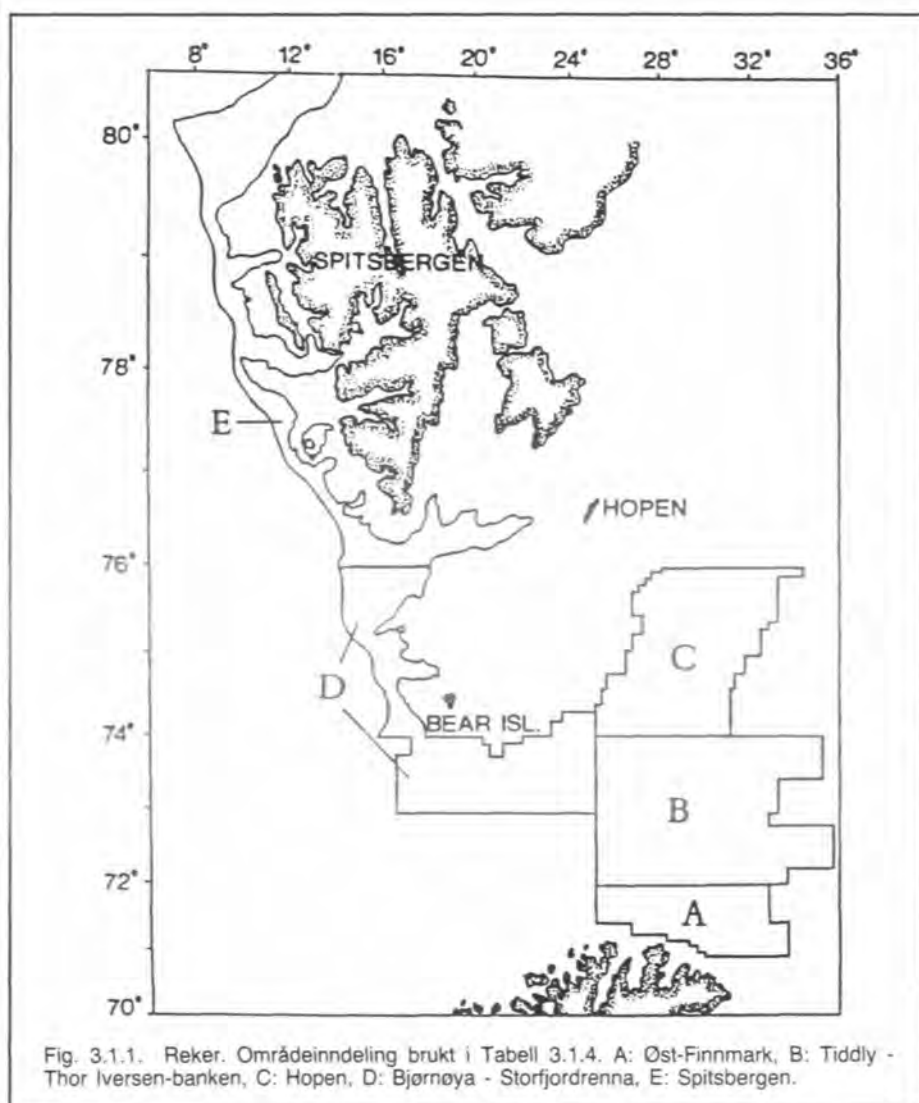 8° 12° 16° 20° 24° 28° 32° 36°
80°
SPITSBERGEN
78°
E
HOPEN
76°
C
D
BEAR ISL.
74°
B
72°
A
70°
Fig. 3.1.1. Reker. Områdeinndeling brukt i Tabell 3.1.4. A: Øst-Finnmark, B: Tiddly -
Thor Iversen-banken, C: Hopen, D: Bjørnøya - Storfjordrenna, E: Spitsbergen.